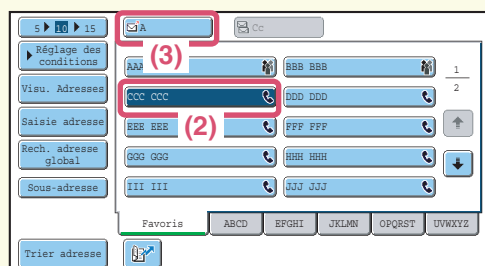 5 10 15
A
Cc
Réglage des
conditions
(3)
AAA
BBB BBB
1
2
Visu. Adresses
CCC CCC
DDD DDD
Saisie adresse
EEE EEE
(2)
FFF FFF
Rech. adresse
global
GGG GGG
HHH HHH
Sous-adresse
III III
JJJ JJJ
Favoris
ABCD
EFGHI
JKLMN
OPQRST
UVWXYZ
Trier adresse